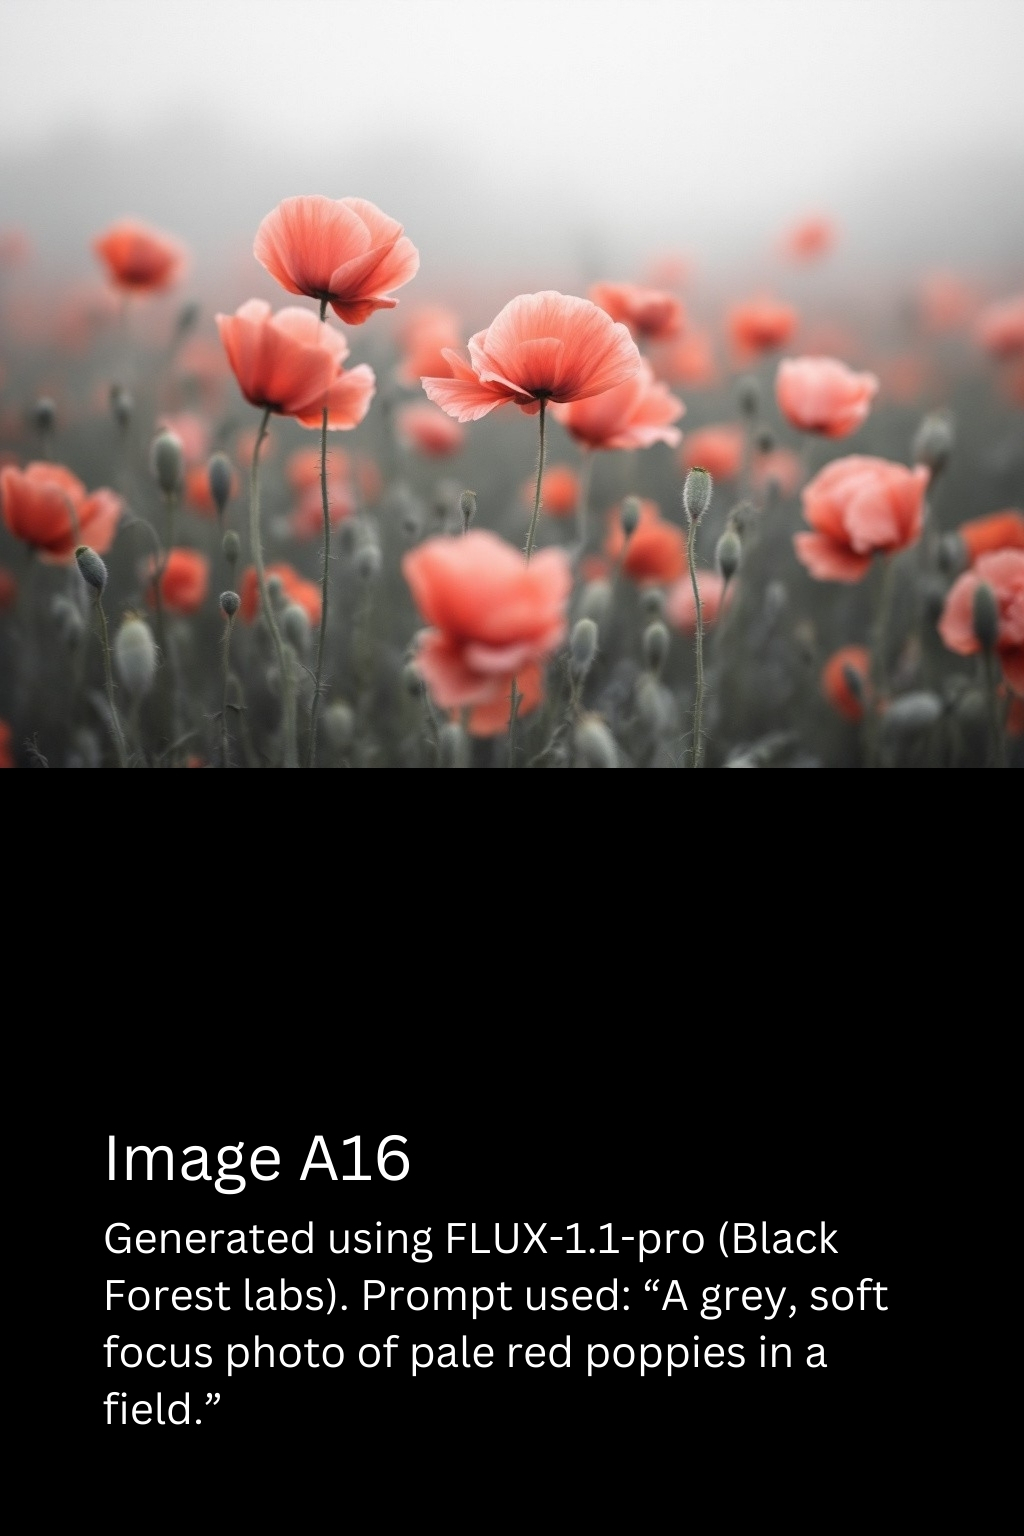 Image A16
Generated using FLUX-1.1-pro (Black
Forest labs). Prompt used: “A grey, soft
focus photo of pale red poppies in a
field.”